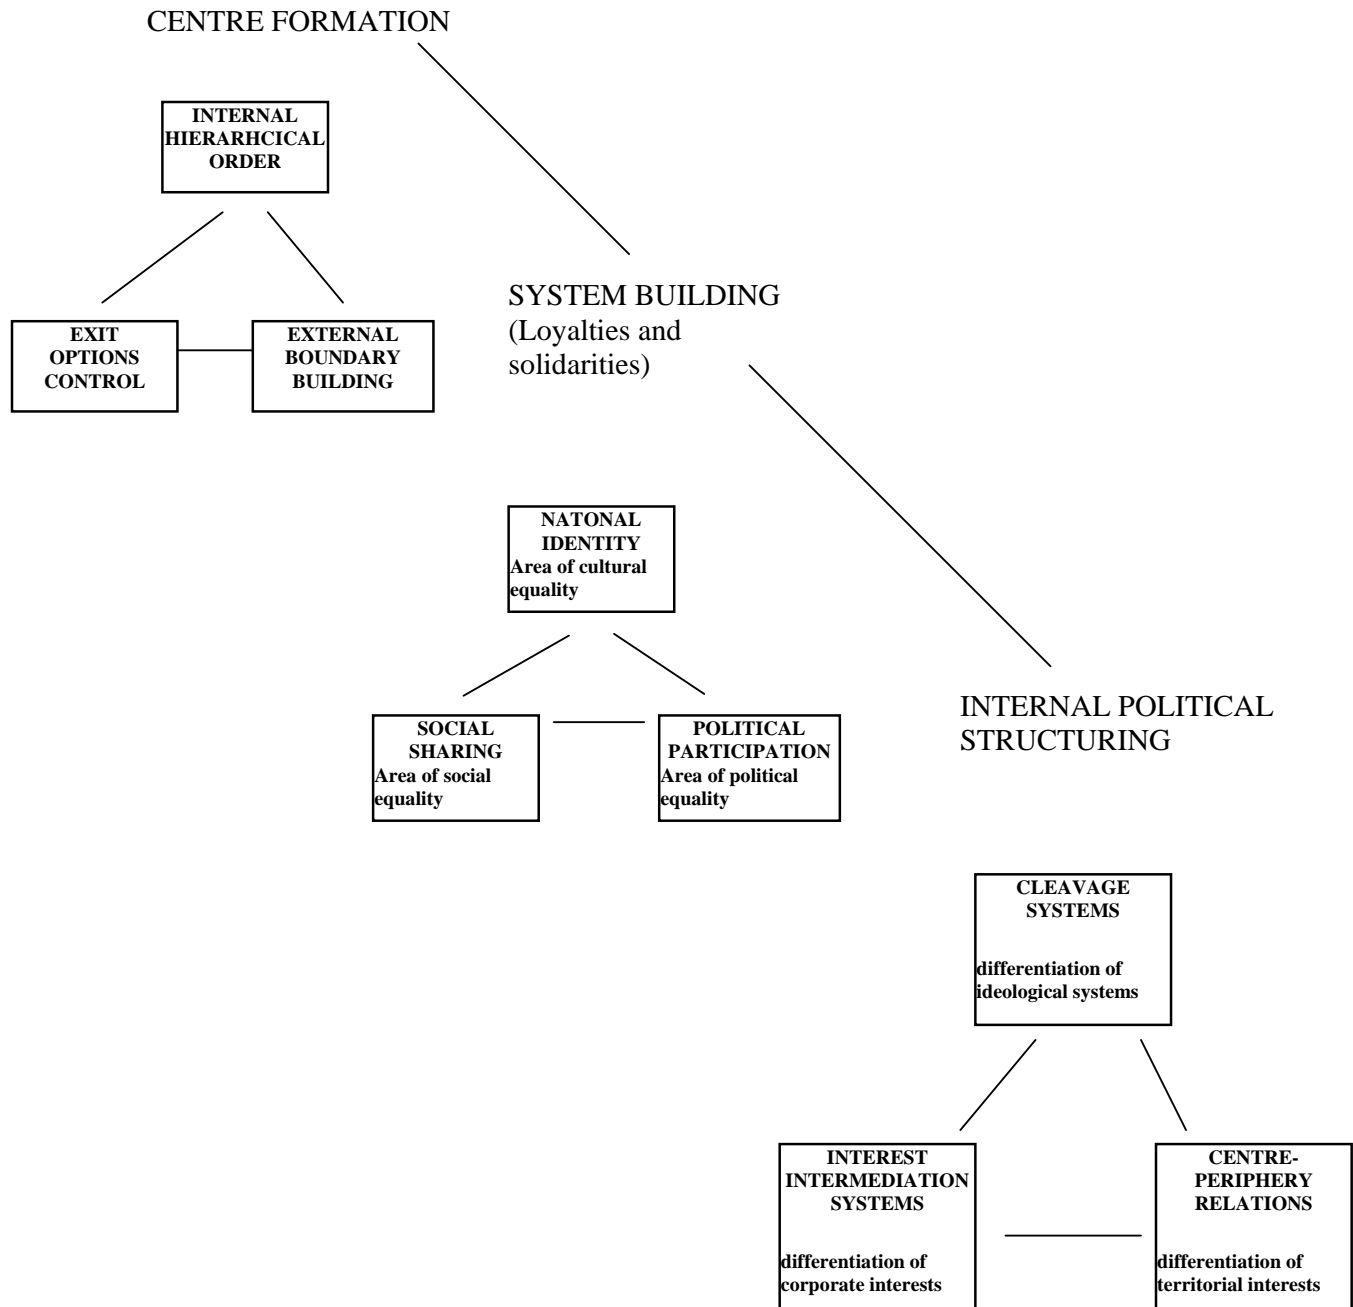 CENTRE FORMATION
INTERNAL
HIERARHCICAL
ORDER
EXIT
OPTIONS
CONTROL
EXTERNAL
BOUNDARY
BUILDING
SYSTEM BUILDING
(Loyalties and
solidarities)
NATONAL
IDENTITY
Area of cultural
equality
SOCIAL
SHARING
Area of social
equality
POLITICAL
PARTICIPATION
Area of political
equality
INTERNAL POLITICAL
STRUCTURING
CLEAVAGE
SYSTEMS
differentiation of
ideological systems
INTEREST
INTERMEDIATION
SYSTEMS
differentiation of
corporate interests
CENTRE-
PERIPHERY
RELATIONS
differentiation of
territorial interests